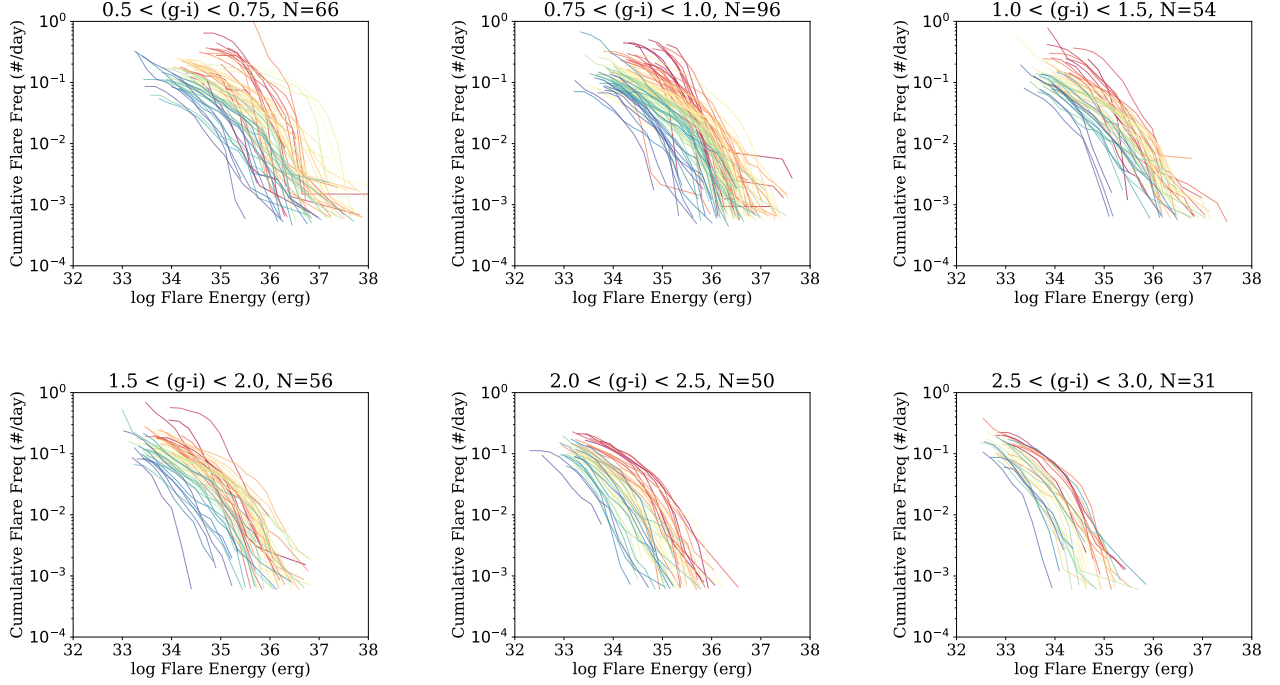 0.5 < (g-i) < 0.75, N=66
Cumulative Flare Freq (#/day)
10^0
10^−1
10^−2
10^−3
10^−4
32 33 34 35 36 37 38
log Flare Energy (erg)
0.75 < (g-i) < 1.0, N=96
Cumulative Flare Freq (#/day)
10^0
10^−1
10^−2
10^−3
10^−4
32 33 34 35 36 37 38
log Flare Energy (erg)
1.0 < (g-i) < 1.5, N=54
Cumulative Flare Freq (#/day)
10^0
10^−1
10^−2
10^−3
10^−4
32 33 34 35 36 37 38
log Flare Energy (erg)
1.5 < (g-i) < 2.0, N=56
Cumulative Flare Freq (#/day)
10^0
10^−1
10^−2
10^−3
10^−4
32 33 34 35 36 37 38
log Flare Energy (erg)
2.0 < (g-i) < 2.5, N=50
Cumulative Flare Freq (#/day)
10^0
10^−1
10^−2
10^−3
10^−4
32 33 34 35 36 37 38
log Flare Energy (erg)
2.5 < (g-i) < 3.0, N=31
Cumulative Flare Freq (#/day)
10^0
10^−1
10^−2
10^−3
10^−4
32 33 34 35 36 37 38
log Flare Energy (erg)